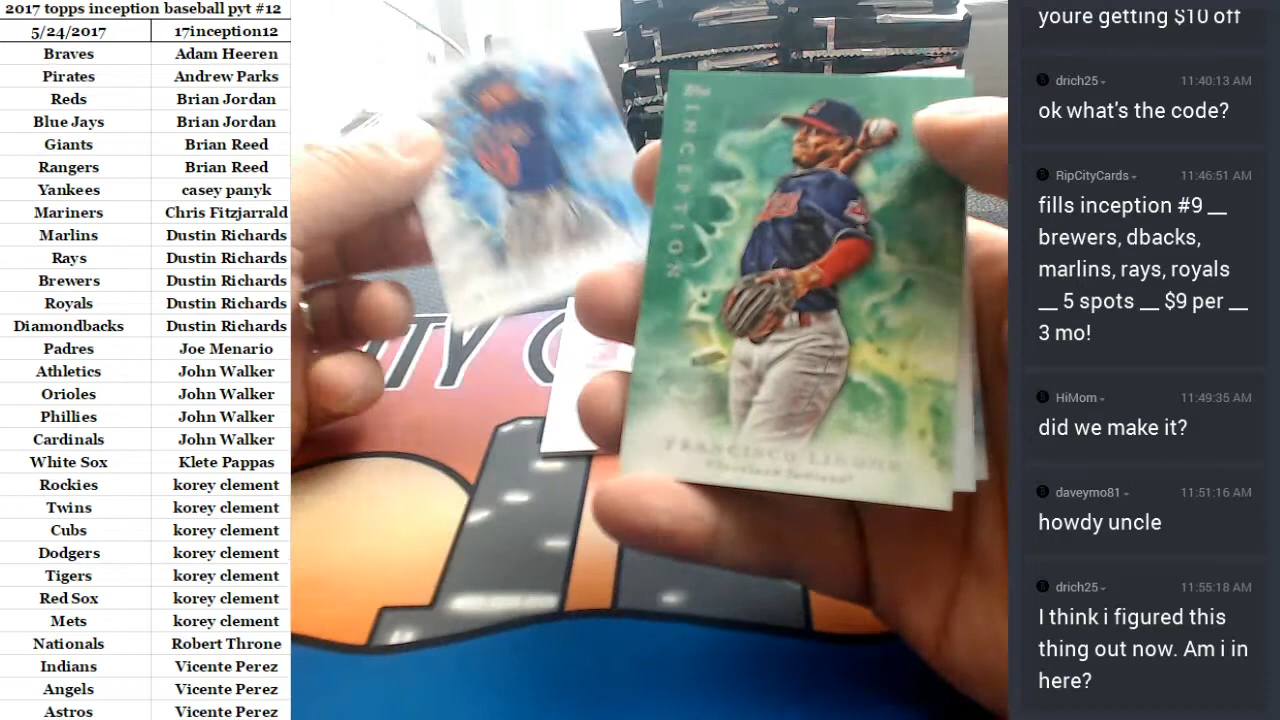 2017 topps inception baseball pyt #12
5/24/2017 17inception12
Braves Adam Heeren
Pirates Andrew Parks
Reds Brian Jordan
Blue Jays Brian Jordan
Giants Brian Reed
Rangers Brian Reed
Yankees casey panyk
Mariners Chris Fitzjarrald
Marlins Dustin Richards
Rays Dustin Richards
Brewers Dustin Richards
Royals Dustin Richards
Diamondbacks Dustin Richards
Padres Joe Menario
Athletics John Walker
Orioles John Walker
Phillies John Walker
Cardinals John Walker
White Sox Klete Pappas
Rockies korey clement
Twins korey clement
Cubs korey clement
Dodgers korey clement
Tigers korey clement
Red Sox korey clement
Mets korey clement
Nationals Robert Throne
Indians Vicente Perez
Angels Vicente Perez
Astros Vicente Perez
INCEPTION
FRANCISCO LINDOR
Cleveland Indians
ITY C
youre getting $10 off
drich25 11:40:13 AM
ok what's the code?
RipCityCards 11:46:51 AM
fills inception #9 __
brewers, dbacks,
marlins, rays, royals
__ 5 spots __ $9 per __
3 mo!
HiMom 11:49:35 AM
did we make it?
daveymo81 11:51:16 AM
howdy uncle
drich25 11:55:18 AM
I think i figured this
thing out now. Am i in
here?